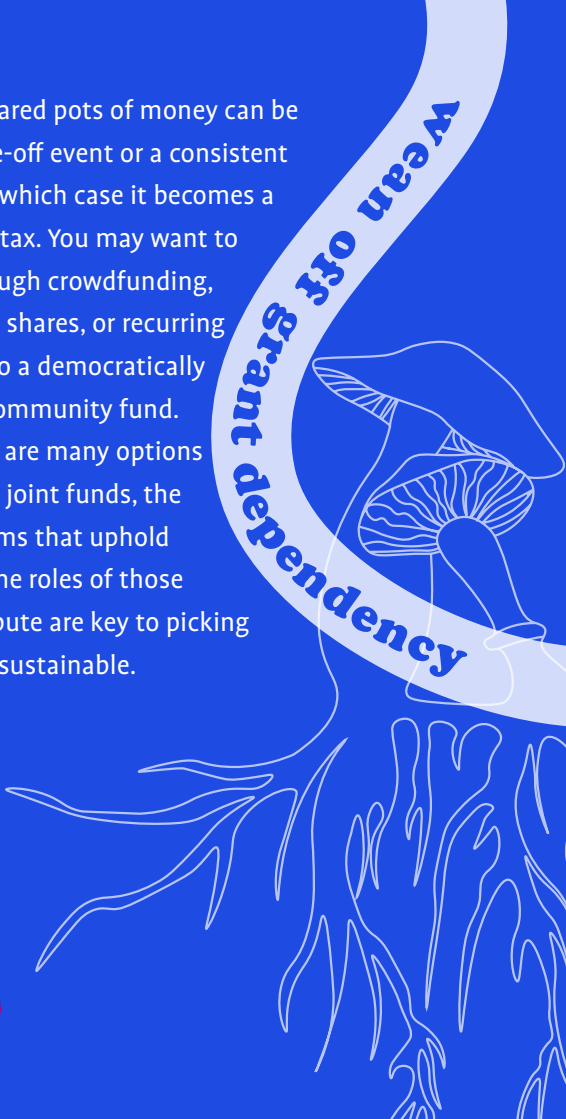 ared pots of money can be
e-off event or a consistent
which case it becomes a
tax. You may want to
ugh crowdfunding,
shares, or recurring
o a democratically
ommunity fund.
are many options
joint funds, the
ms that uphold
he roles of those
bute are key to picking
sustainable.
wean off grant dependency